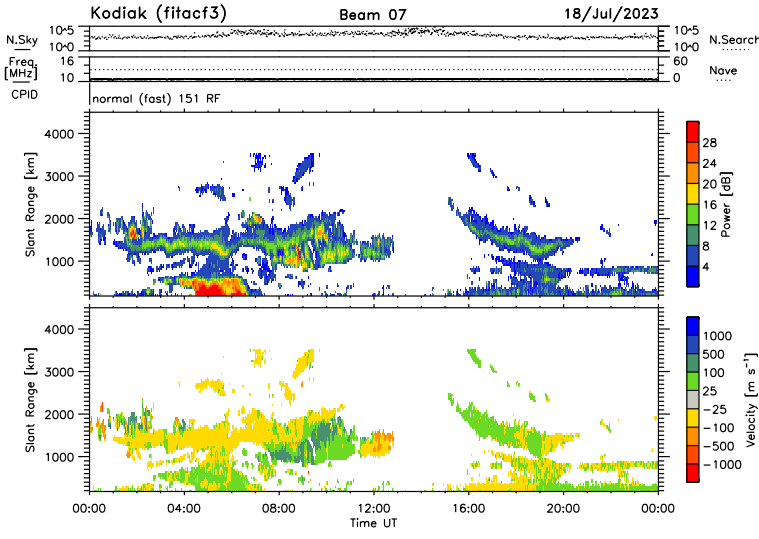 Kodiak (fitacf3) Beam 07 18/Jul/2023
N.Sky 10^5 10^0 10^5 10^0 N.Search
Freq. [MHz] 16 10 60 0 Nave
CPID normal (fast) 151 RF
Slant Range [km]
4000
3000
2000
1000
28
24
20
16
12
8
4
Power [dB]
Slant Range [km]
4000
3000
2000
1000
1000
500
100
25
−25
−100
−500
−1000
Velocity [m s⁻¹]
00:00 04:00 08:00 12:00 16:00 20:00 00:00
Time UT